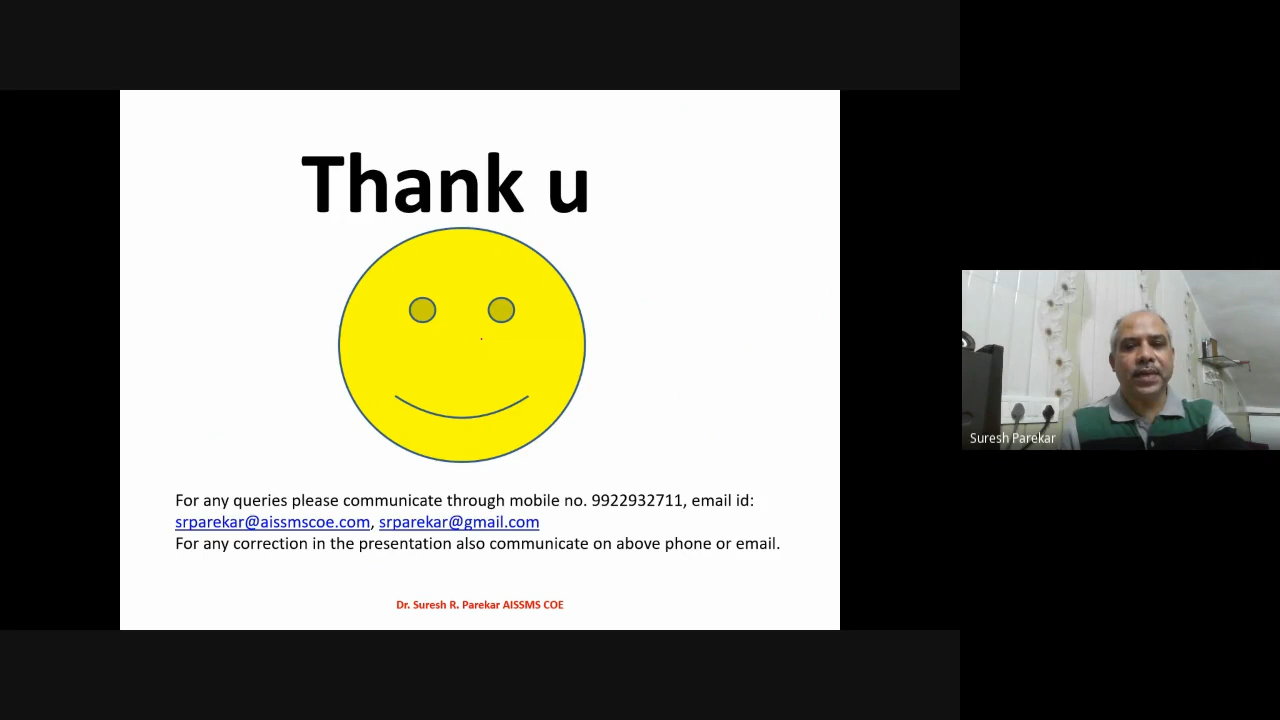 Thank u
For any queries please communicate through mobile no. 9922932711, email id:
srparekar@aissmscoe.com, srparekar@gmail.com
For any correction in the presentation also communicate on above phone or email.
Dr. Suresh R. Parekar AISSMS COE
Suresh Parekar